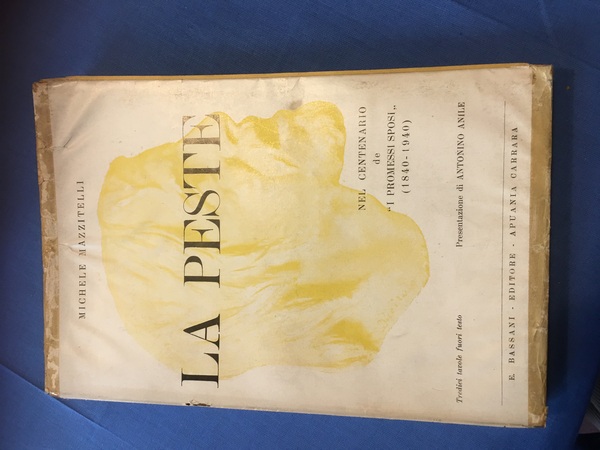 MICHELE MAZZITELLI
LA PESTE
NEL CENTENARIO
de
"I PROMESSI SPOSI„
(1840-1940)
Tredici tavole fuori testo
Presentazione di ANTONINO ANILE
E. BASSANI - EDITORE - APUANIA CARRARA